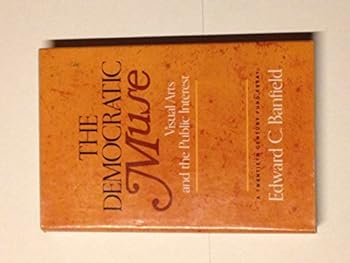 THE
DEMOCRATIC
Muse
Visual Arts
and the Public Interest
A TWENTIETH CENTURY FUND ESSAY
Edward C. Banfield